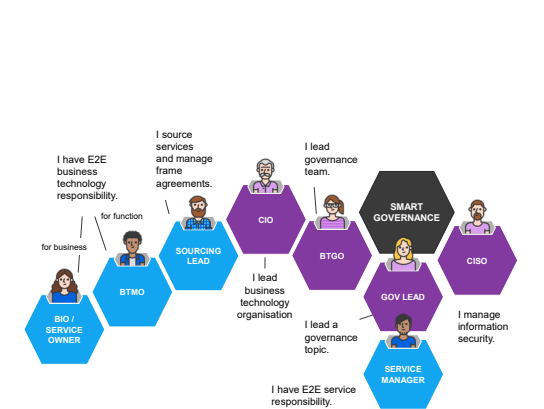 I source
services
and manage
frame
agreements.
I have E2E
business
technology
responsibility.
I lead
governance
team.
for function
for business
SMART
GOVERNANCE
CIO
SOURCING
LEAD
BTGO
CISO
BTMO
GOV LEAD
BIO /
SERVICE
OWNER
I lead
business
technology
organisation
I lead a
governance
topic.
I manage
information
security.
SERVICE
MANAGER
I have E2E service
responsibility.